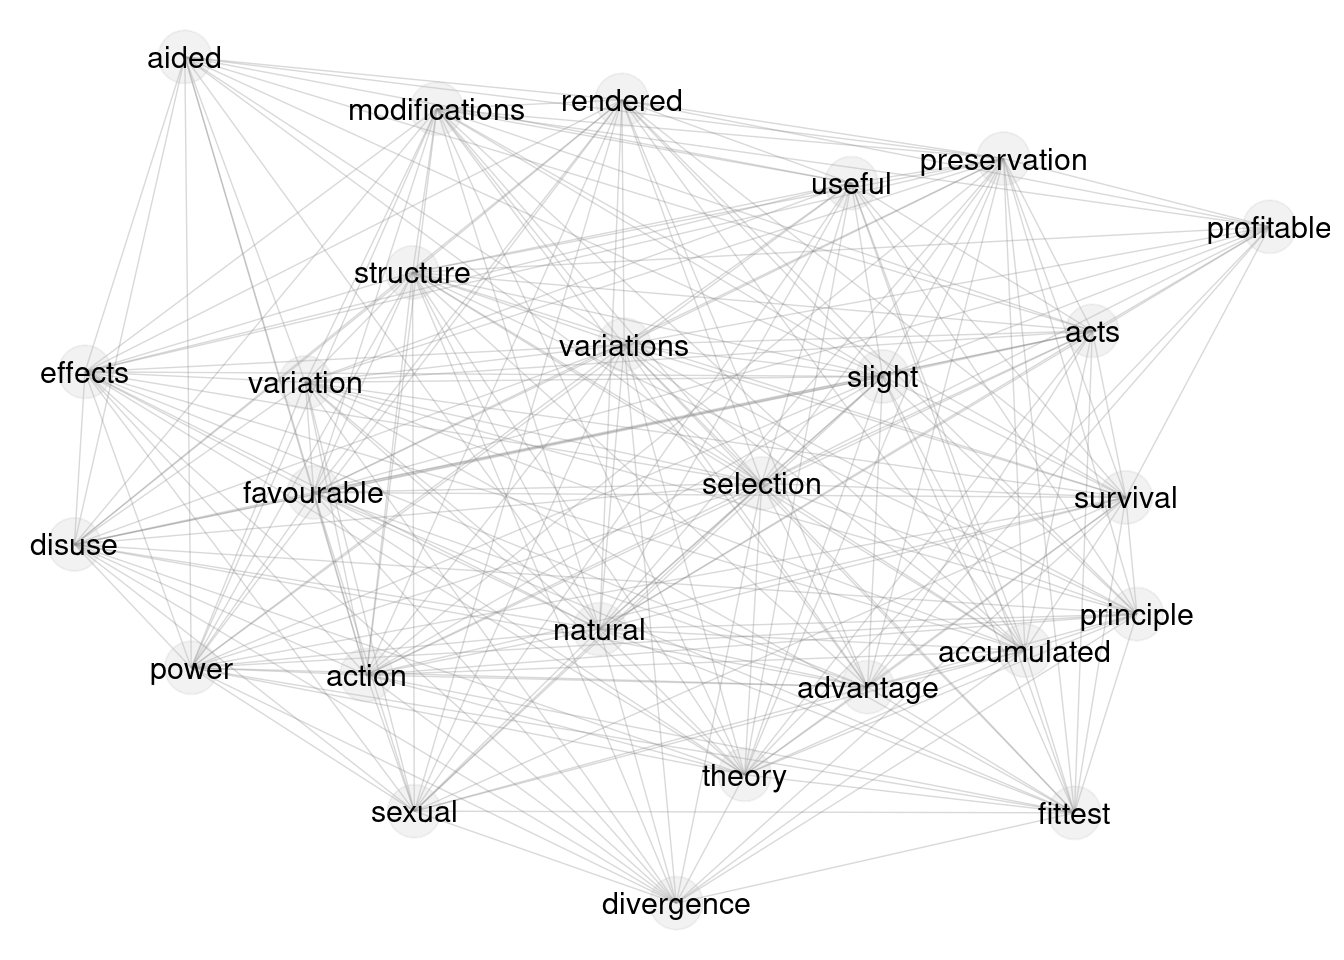 aided
modifications
rendered
preservation
useful
profitable
structure
acts
variations
effects
variation
slight
favourable
selection
survival
disuse
principle
natural
accumulated
power
action
advantage
theory
sexual
fittest
divergence